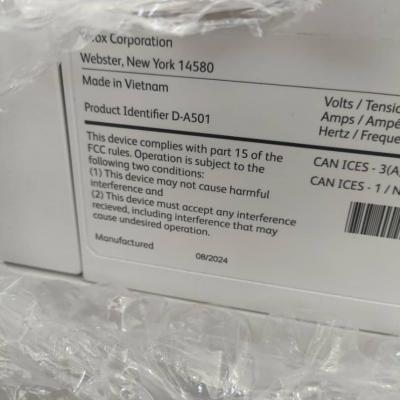 Corporation
Webster, New York 14580
Made in Vietnam
Product Identifier D-A501
Volts /
Amps /
Hertz /
This device complies with part 15 of the
FCC rules. Operation is subject to the
following two conditions:
(1) This device may not cause harmful
interference and
(2) This device must accept any interference
recieved, including interference that may
cause undesired operation.
CAN ICES - 3(A)
CAN ICES - 1 /
Manufactured
08/2024